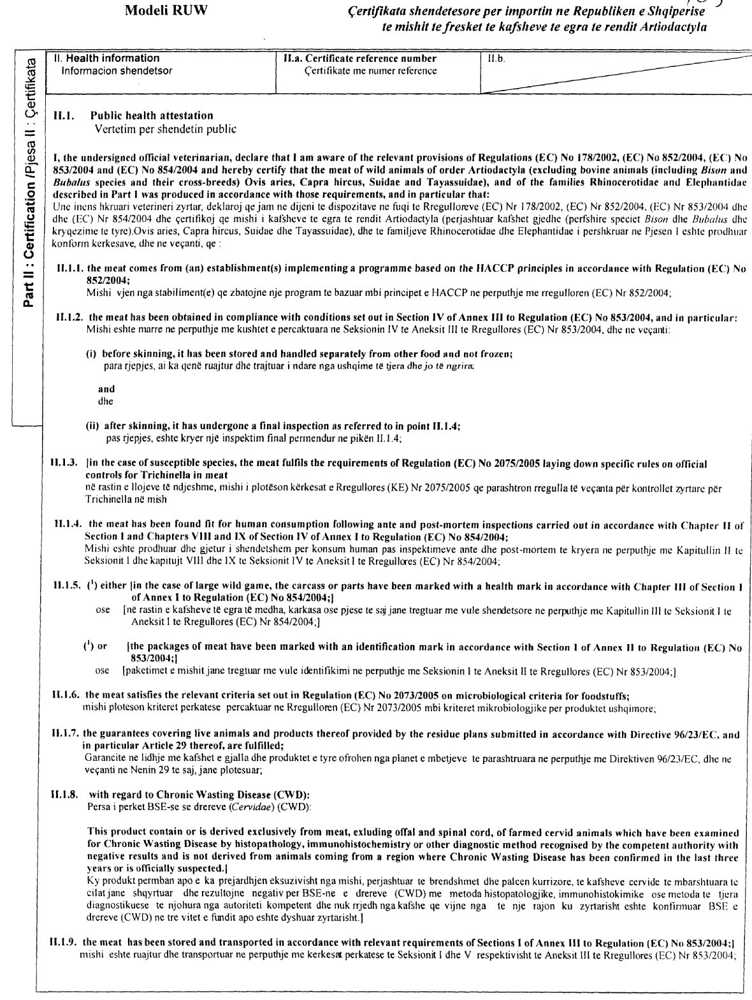 Modeli RUW
Çertifikata shendetesore per importin ne Republiken e Shqiperise
te mishit te fresket te kafsheve te egra te rendit Artiodactyla
Part II : Certification /Pjesa II : Çertifikata
II. Health information
Informacion shendetsor
II.a. Certificate reference number
Çertifikate me numer reference
II.b.
II.1. Public health attestation
Vertetim per shendetin public
I, the undersigned official veterinarian, declare that I am aware of the relevant provisions of Regulations (EC) No 178/2002, (EC) No 852/2004, (EC) No
853/2004 and (EC) No 854/2004 and hereby certify that the meat of wild animals of order Artiodactyla (excluding bovine animals (including Bison and
Bubalus species and their cross-breeds) Ovis aries, Capra hircus, Suidae and Tayassuidae), and of the families Rhinocerotidae and Elephantidae
described in Part I was produced in accordance with those requirements, and in particular that:
Une inens hkruari veterineri zyrtar, deklaroj qe jam ne dijeni te dispozitave ne fuqi te Rregulloreve (EC) Nr 178/2002, (EC) Nr 852/2004, (EC) Nr 853/2004 dhe
dhe (EC) Nr 854/2004 dhe çertifikoj qe mishi i kafsheve te egra te rendit Artiodactyla (perjashtuar kafshet gjedhe (perfshire speciet Bison dhe Bubalus dhe
kryqezime te tyre).Ovis aries, Capra hircus, Suidae dhe Tayassuidae), dhe te familjeve Rhinocerotidae dhe Elephantidae i pershkruar ne Pjesen I eshte prodhuar
konform kerkesave, dhe ne veçanti, qe :
II.1.1. the meat comes from (an) establishment(s) implementing a programme based on the HACCP principles in accordance with Regulation (EC) No
852/2004;
Mishi vjen nga stabiliment(e) qe zbatojne nje program te bazuar mbi principet e HACCP ne perputhje me rregulloren (EC) Nr 852/2004;
II.1.2. the meat has been obtained in compliance with conditions set out in Section IV of Annex III to Regulation (EC) No 853/2004, and in particular:
Mishi eshte marre ne perputhje me kushtet e percaktuara ne Seksionin IV te Aneksit III te Rregullores (EC) Nr 853/2004, dhe ne veçanti:
(i) before skinning, it has been stored and handled separately from other food and not frozen;
para rjepjes, ai ka qenë ruajtur dhe trajtuar i ndare nga ushqime të tjera dhe jo të ngrira;
and
dhe
(ii) after skinning, it has undergone a final inspection as referred to in point II.1.4;
pas rjepjes, eshte kryer një inspektim final permendur ne pikën II.1.4;
II.1.3. [in the case of susceptible species, the meat fulfils the requirements of Regulation (EC) No 2075/2005 laying down specific rules on official
controls for Trichinella in meat
në rastin e llojeve të ndjeshme, mishi i plotëson kërkesat e Rregullores (KE) Nr 2075/2005 qe parashtron rregulla të veçanta për kontrollet zyrtare për
Trichinella në mish
II.1.4. the meat has been found fit for human consumption following ante and post-mortem inspections carried out in accordance with Chapter II of
Section I and Chapters VIII and IX of Section IV of Annex I to Regulation (EC) No 854/2004;
Mishi eshte prodhuar dhe gjetur i shendetshem per konsum human pas inspektimeve ante dhe post-mortem te kryera ne perputhje me Kapitullin II te
Seksionit I dhe kapitujt VIII dhe IX te Seksionit IV te Aneksit I te Rregullores (EC) Nr 854/2004;
II.1.5. (¹) either [in the case of large wild game, the carcass or parts have been marked with a health mark in accordance with Chapter III of Section I
of Annex I to Regulation (EC) No 854/2004;]
ose [në rastin e kafsheve të egra të medha, karkasa ose pjese te saj jane tregtuar me vule shendetsore ne perputhje me Kapitullin III te Seksionit I te
Aneksit I te Rregullores (EC) Nr 854/2004;]
(¹) or [the packages of meat have been marked with an identification mark in accordance with Section I of Annex II to Regulation (EC) No
853/2004;]
ose [paketimet e mishit jane tregtuar me vule identifikimi ne perputhje me Seksionin I te Aneksit II te Rregullores (EC) Nr 853/2004;]
II.1.6. the meat satisfies the relevant criteria set out in Regulation (EC) No 2073/2005 on microbiological criteria for foodstuffs;
mishi ploteson kriteret perkatese percaktuar ne Rregulloren (EC) Nr 2073/2005 mbi kriteret mikrobiologjike per produktet ushqimore;
II.1.7. the guarantees covering live animals and products thereof provided by the residue plans submitted in accordance with Directive 96/23/EC, and
in particular Article 29 thereof, are fulfilled;
Garancite ne lidhje me kafshet e gjalla dhe produktet e tyre ofrohen nga planet e mbetjeve te parashtruara ne perputhje me Direktiven 96/23/EC, dhe ne
veçanti ne Nenin 29 te saj, jane plotesuar;
II.1.8. with regard to Chronic Wasting Disease (CWD):
Persa i perket BSE-se se drereve (Cervidae) (CWD):
This product contain or is derived exclusively from meat, exluding offal and spinal cord, of farmed cervid animals which have been examined
for Chronic Wasting Disease by histopathology, immunohistochemistry or other diagnostic method recognised by the competent authority with
negative results and is not derived from animals coming from a region where Chronic Wasting Disease has been confirmed in the last three
years or is officially suspected.]
Ky produkt permban apo e ka prejardhjen eksuzivisht nga mishi, perjashtuar te brendshmet dhe palcen kurrizore, te kafsheve cervide te mbarshtuara te
cilat jane shqyrtuar dhe rezultojne negativ per BSE-ne e drereve (CWD) me metoda histopatologjike, immunohistokimike ose metoda te tjera
diagnostikuese te njohura nga autoriteti kompetent dhe nuk rrjedh nga kafshe qe vijne nga te nje rajon ku zyrtarisht eshte konfirmuar BSE e
drereve (CWD) ne tre vitet e fundit apo eshte dyshuar zyrtarisht.]
II.1.9. the meat has been stored and transported in accordance with relevant requirements of Sections I of Annex III to Regulation (EC) No 853/2004;]
mishi eshte ruajtur dhe transportuar ne perputhje me kerkesat perkatese te Seksionit I dhe V respektivisht te Aneksit III te Rregullores (EC) Nr 853/2004;